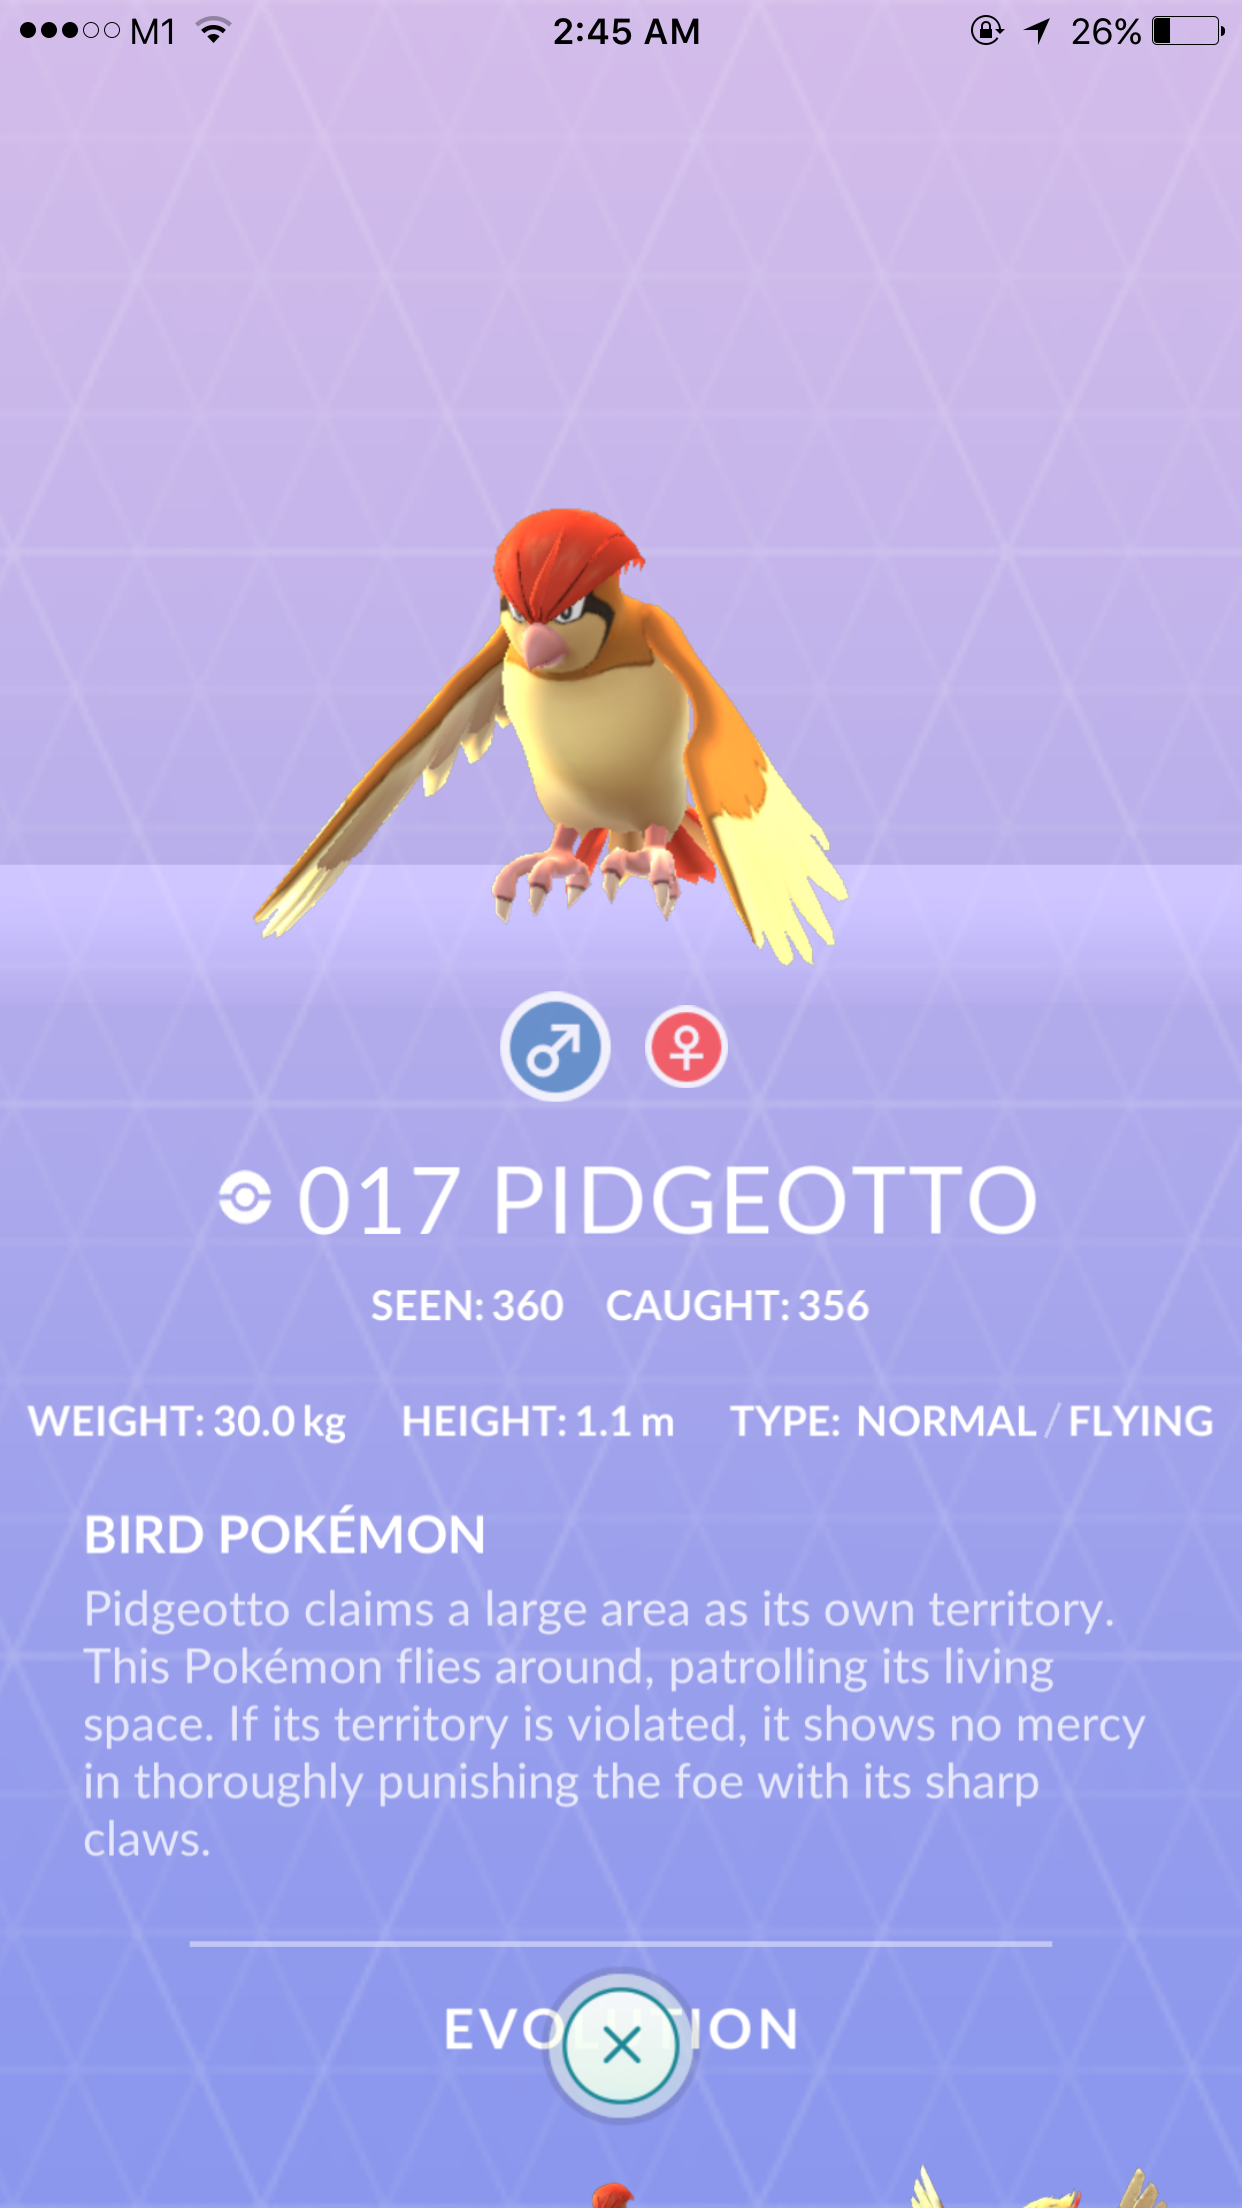 M1 2:45 AM 26%
017 PIDGEOTTO
SEEN: 360 CAUGHT: 356
WEIGHT: 30.0 kg HEIGHT: 1.1 m TYPE: NORMAL / FLYING
BIRD POKÉMON
Pidgeotto claims a large area as its own territory.
This Pokémon flies around, patrolling its living
space. If its territory is violated, it shows no mercy
in thoroughly punishing the foe with its sharp
claws.
EVOLUTION